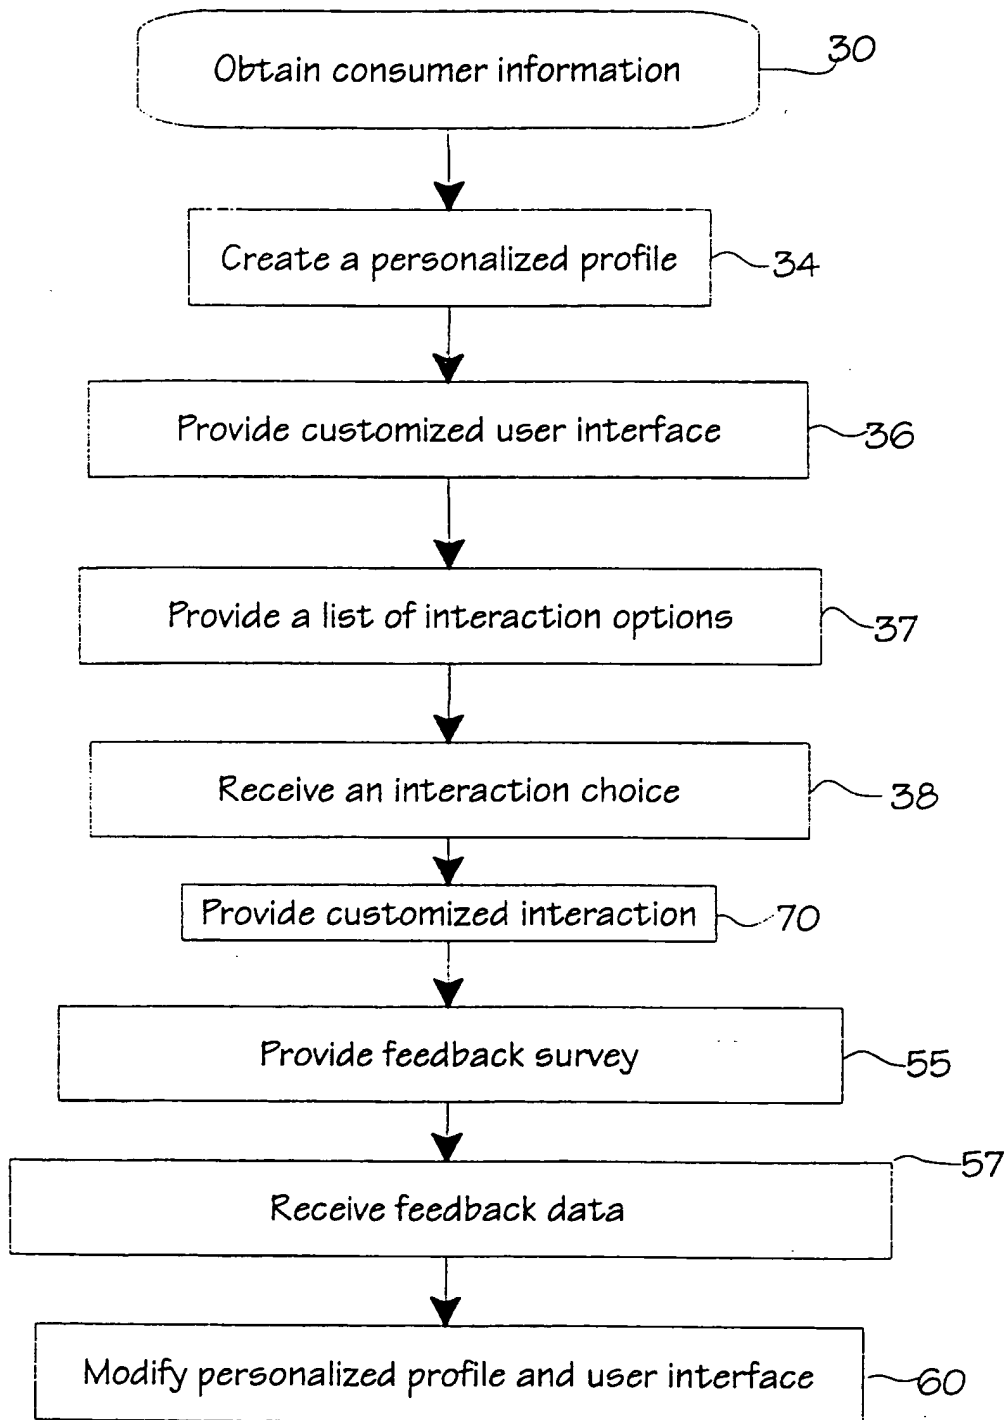 Obtain consumer information
30
Create a personalized profile
34
Provide customized user interface
36
Provide a list of interaction options
37
Receive an interaction choice
38
Provide customized interaction
70
Provide feedback survey
55
57
Receive feedback data
Modify personalized profile and user interface
60